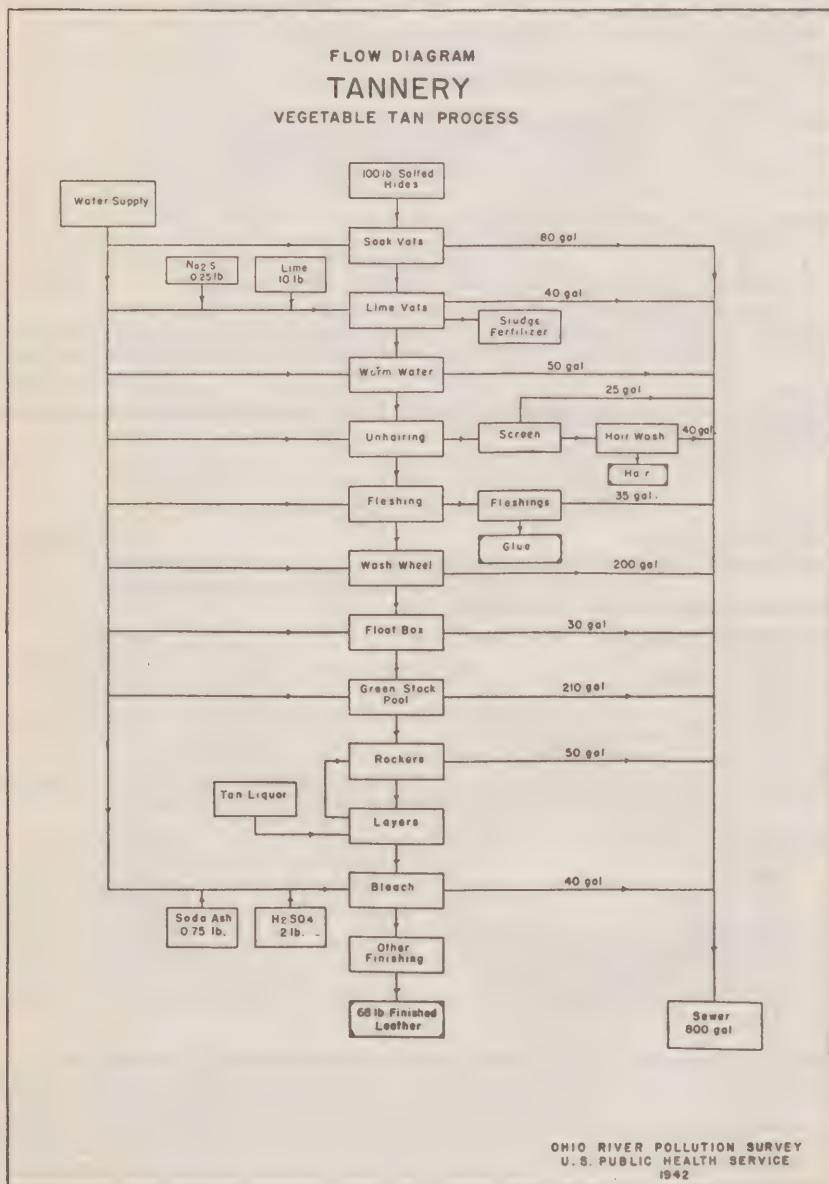 FLOW DIAGRAM
TANNERY
VEGETABLE TAN PROCESS
100 lb Salted
Hides
Water Supply
Soak Vats
80 gal
Na2S
0.25 lb
Lime
10 lb.
Lime Vats
40 gal
Sludge
Fertilizer
Warm Water
50 gal
25 gal
Unhairing
Screen
Hair Wash
40 gal.
Hair
Fleshing
Fleshings
35 gal.
Glue
Wash Wheel
200 gal
Float Box
30 gal
Green Stock
Pool
210 gal
Rockers
50 gal
Tan Liquor
Layers
Bleach
40 gal
Soda Ash
0.75 lb.
H2SO4
2 lb.
Other
Finishing
68 lb Finished
Leather
Sewer
800 gal
OHIO RIVER POLLUTION SURVEY
U.S. PUBLIC HEALTH SERVICE
1942